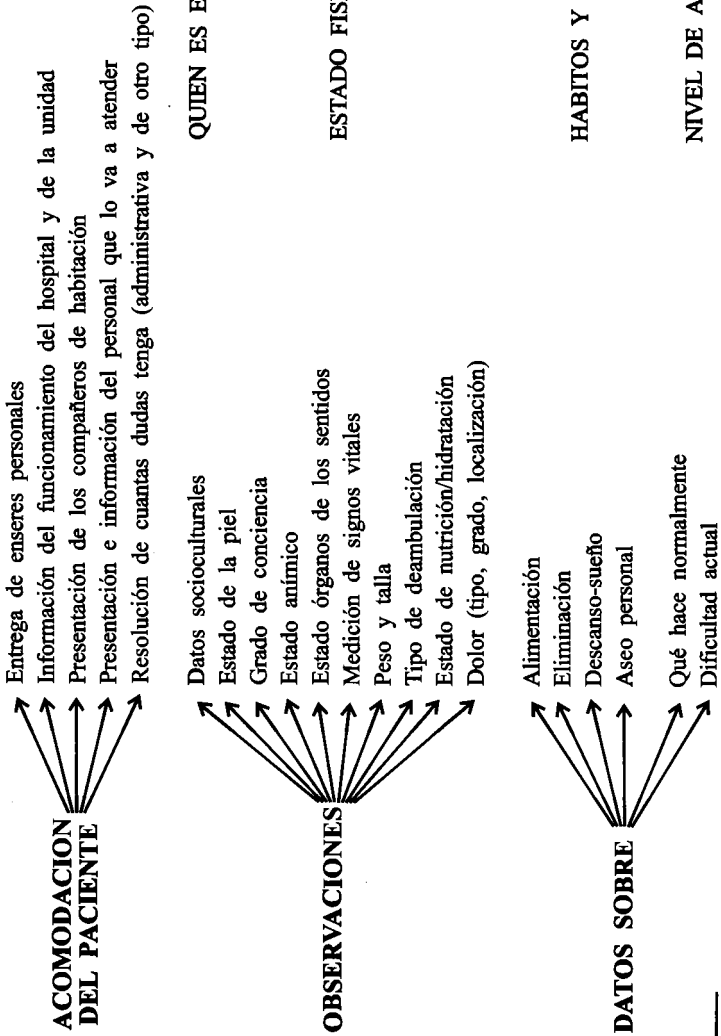 ACOMODACION
DEL PACIENTE
Entrega de enseres personales
Información del funcionamiento del hospital y de la unidad
Presentación de los compañeros de habitación
Presentación e información del personal que lo va a atender
Resolución de cuantas dudas tenga (administrativa y de otro tipo)
OBSERVACIONES
Datos socioculturales
Estado de la piel
Grado de conciencia
Estado anímico
Estado órganos de los sentidos
Medición de signos vitales
Peso y talla
Tipo de deambulación
Estado de nutrición/hidratación
Dolor (tipo, grado, localización)
QUIEN ES E
ESTADO FIS
DATOS SOBRE
Alimentación
Eliminación
Descanso-sueño
Aseo personal
Qué hace normalmente
Dificultad actual
HABITOS Y
NIVEL DE A